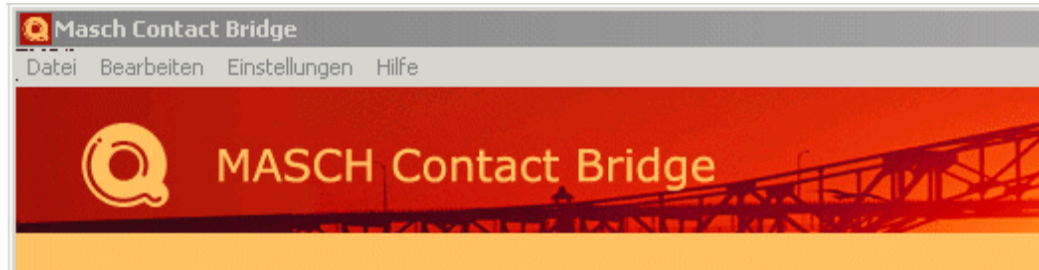 Masch Contact Bridge
Datei Bearbeiten Einstellungen Hilfe
MASCH Contact Bridge